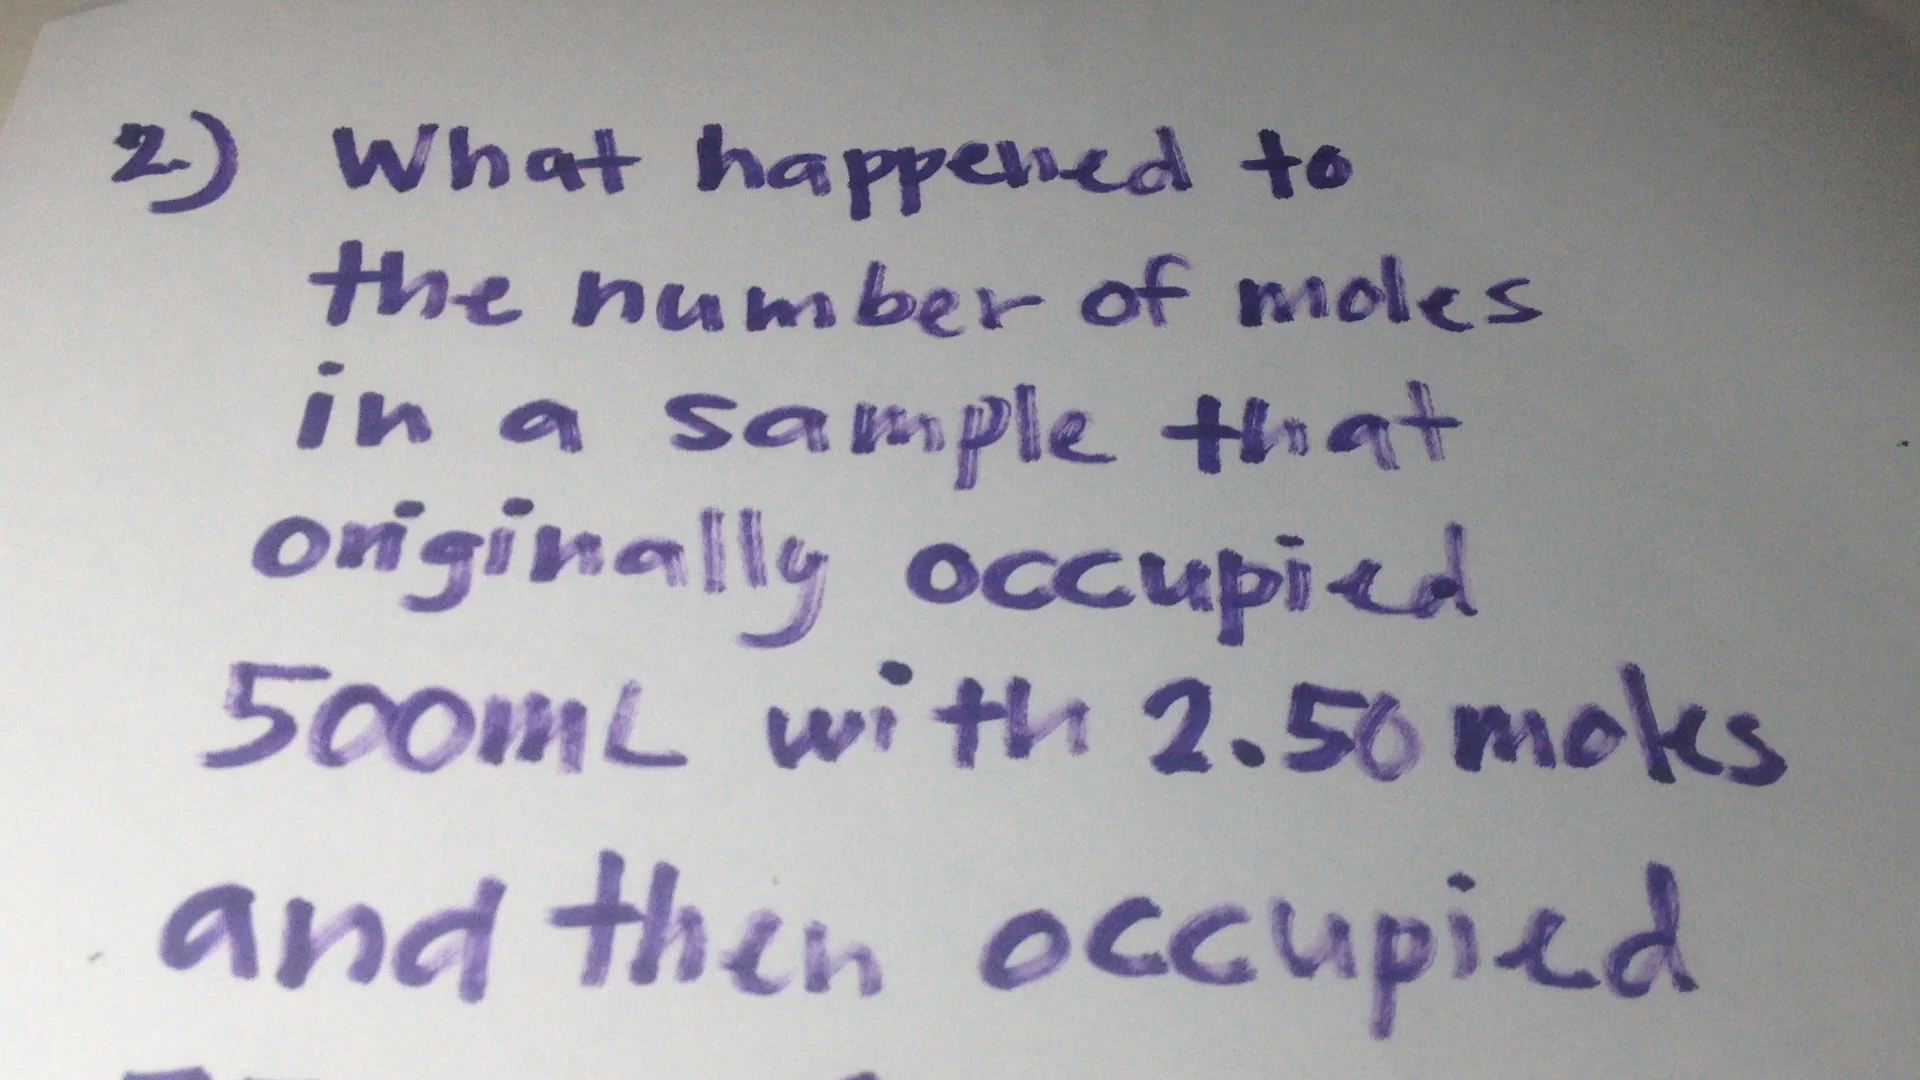 2.) What happened to
the number of moles
in a sample that
originally occupied
500mL with 2.50 moles
and then occupied